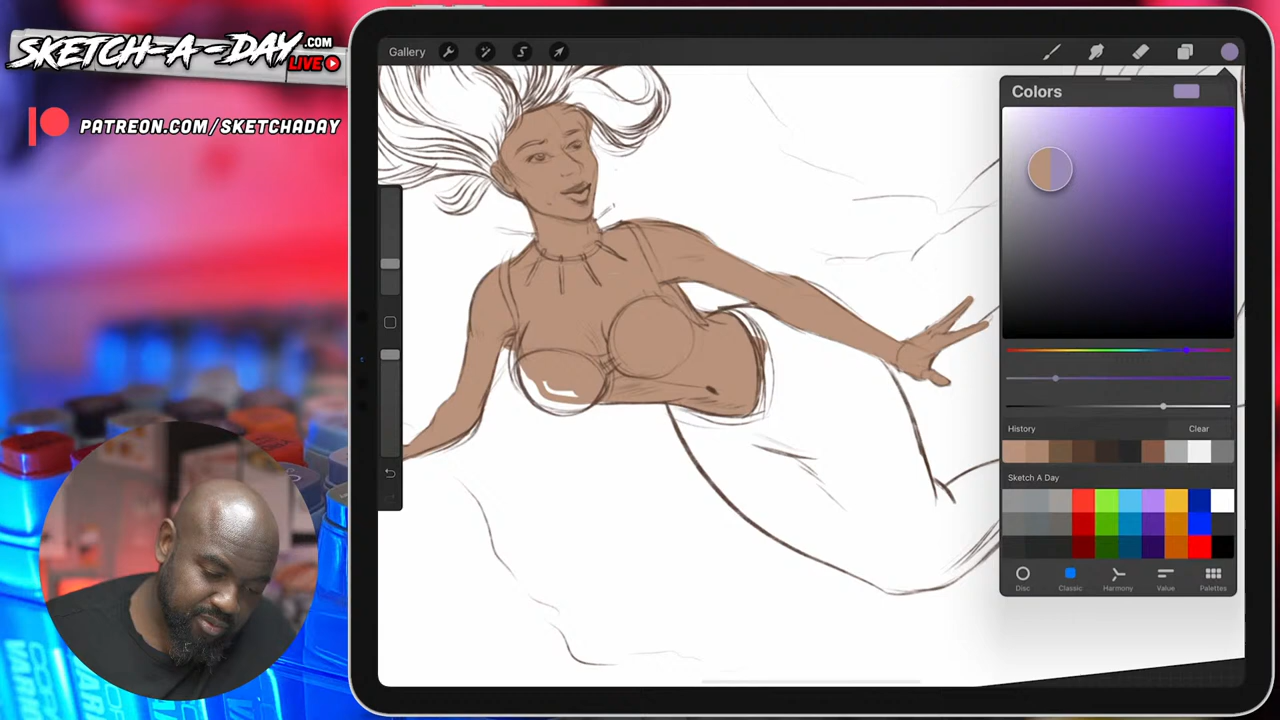 SKETCH-A-DAY.COM
LIVE
PATREON.COM/SKETCHADAY
Gallery
Colors
History
Clear
Sketch A Day
Disc
Classic
Harmony
Value
Palettes